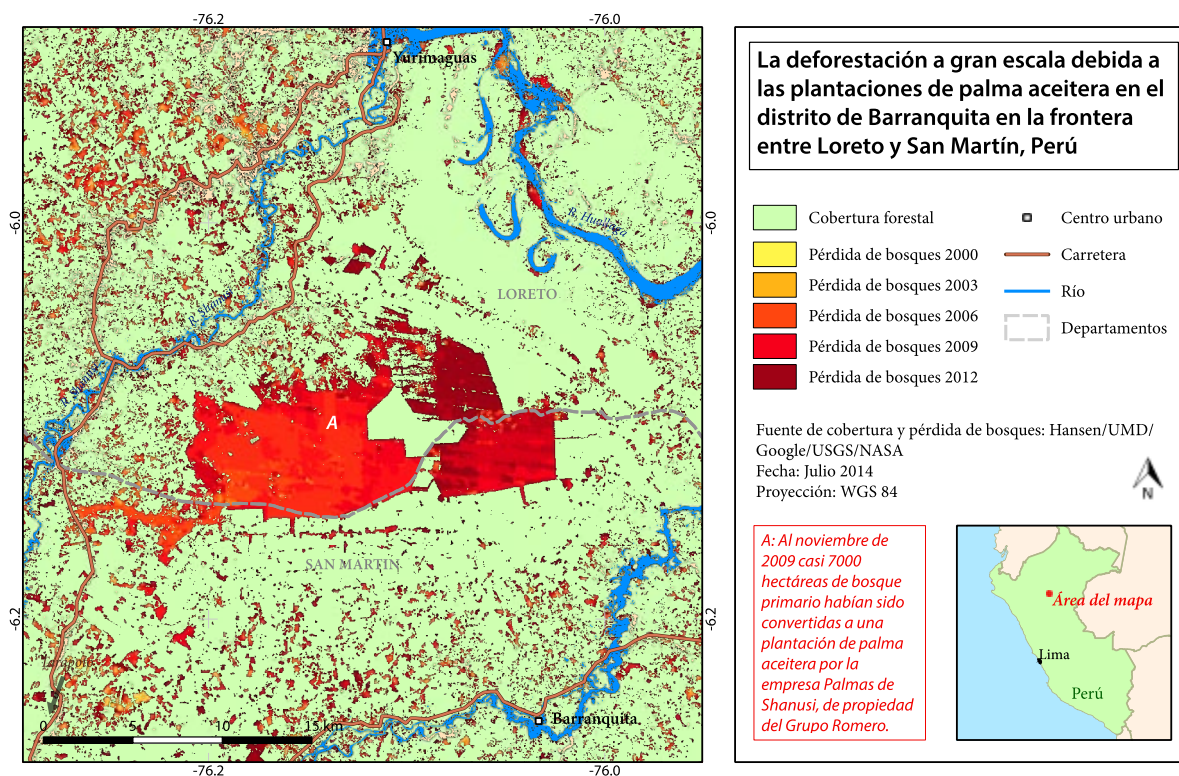 -76.2
-76.0
Yurimaguas
-6.0
-6.0
R. Huallaga
LORETO
R. Shanusi
A
SAN MARTIN
-6.2
-6.2
Tarapoto
0 5 10 15 km
Barranquita
-76.2
-76.0
La deforestación a gran escala debida a
las plantaciones de palma aceitera en el
distrito de Barranquita en la frontera
entre Loreto y San Martín, Perú
Cobertura forestal
Pérdida de bosques 2000
Pérdida de bosques 2003
Pérdida de bosques 2006
Pérdida de bosques 2009
Pérdida de bosques 2012
Centro urbano
Carretera
Río
Departamentos
Fuente de cobertura y pérdida de bosques: Hansen/UMD/
Google/USGS/NASA
Fecha: Julio 2014
Proyección: WGS 84
N
A: Al noviembre de
2009 casi 7000
hectáreas de bosque
primario habían sido
convertidas a una
plantación de palma
aceitera por la
empresa Palmas de
Shanusi, de propiedad
del Grupo Romero.
Área del mapa
Lima
Perú